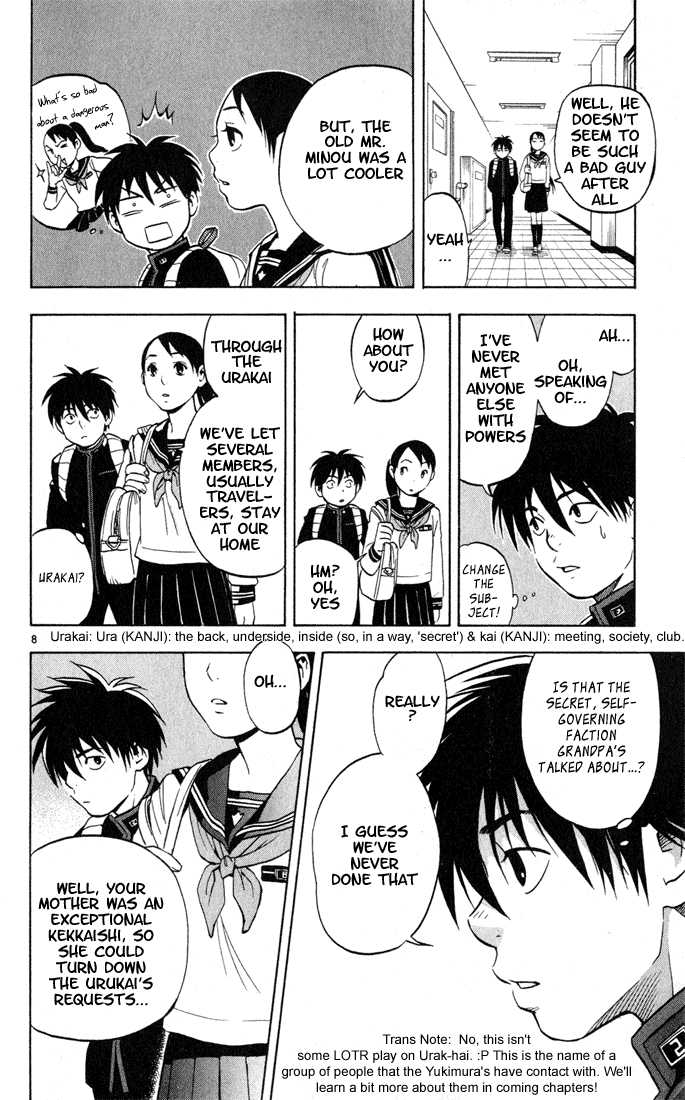 WELL, HE
DOESN'T
SEEM TO
BE SUCH
A BAD GUY
AFTER
ALL
YEAH
...
BUT, THE
OLD MR.
MINOU WAS A
LOT COOLER
What's so bad
about a dangerous
man?
AH...
OH,
SPEAKING
OF...
I'VE
NEVER
MET
ANYONE
ELSE
WITH
POWERS
CHANGE
THE
SUB-
JECT!
HOW
ABOUT
YOU?
HM?
OH,
YES
THROUGH
THE
URAKAI
WE'VE LET
SEVERAL
MEMBERS,
USUALLY
TRAVEL-
ERS, STAY
AT OUR
HOME
URAKAI?
8
Urakai: Ura (KANJI): the back, underside, inside (so, in a way, 'secret') & kai (KANJI): meeting, society, club.
IS THAT THE
SECRET, SELF-
GOVERNING
FACTION
GRANDPA'S
TALKED ABOUT...?
REALLY
?
I GUESS
WE'VE
NEVER
DONE THAT
OH...
WELL, YOUR
MOTHER WAS AN
EXCEPTIONAL
KEKKAISHI, SO
SHE COULD
TURN DOWN
THE URUKAI'S
REQUESTS...
2
Trans Note: No, this isn't
some LOTR play on Urak-hai. :P This is the name of a
group of people that the Yukimura's have contact with. We'll
learn a bit more about them in coming chapters!